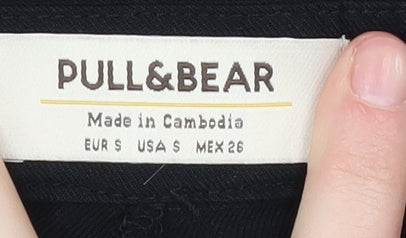 PULL&BEAR
Made in Cambodia
EUR S USA S MEX 26